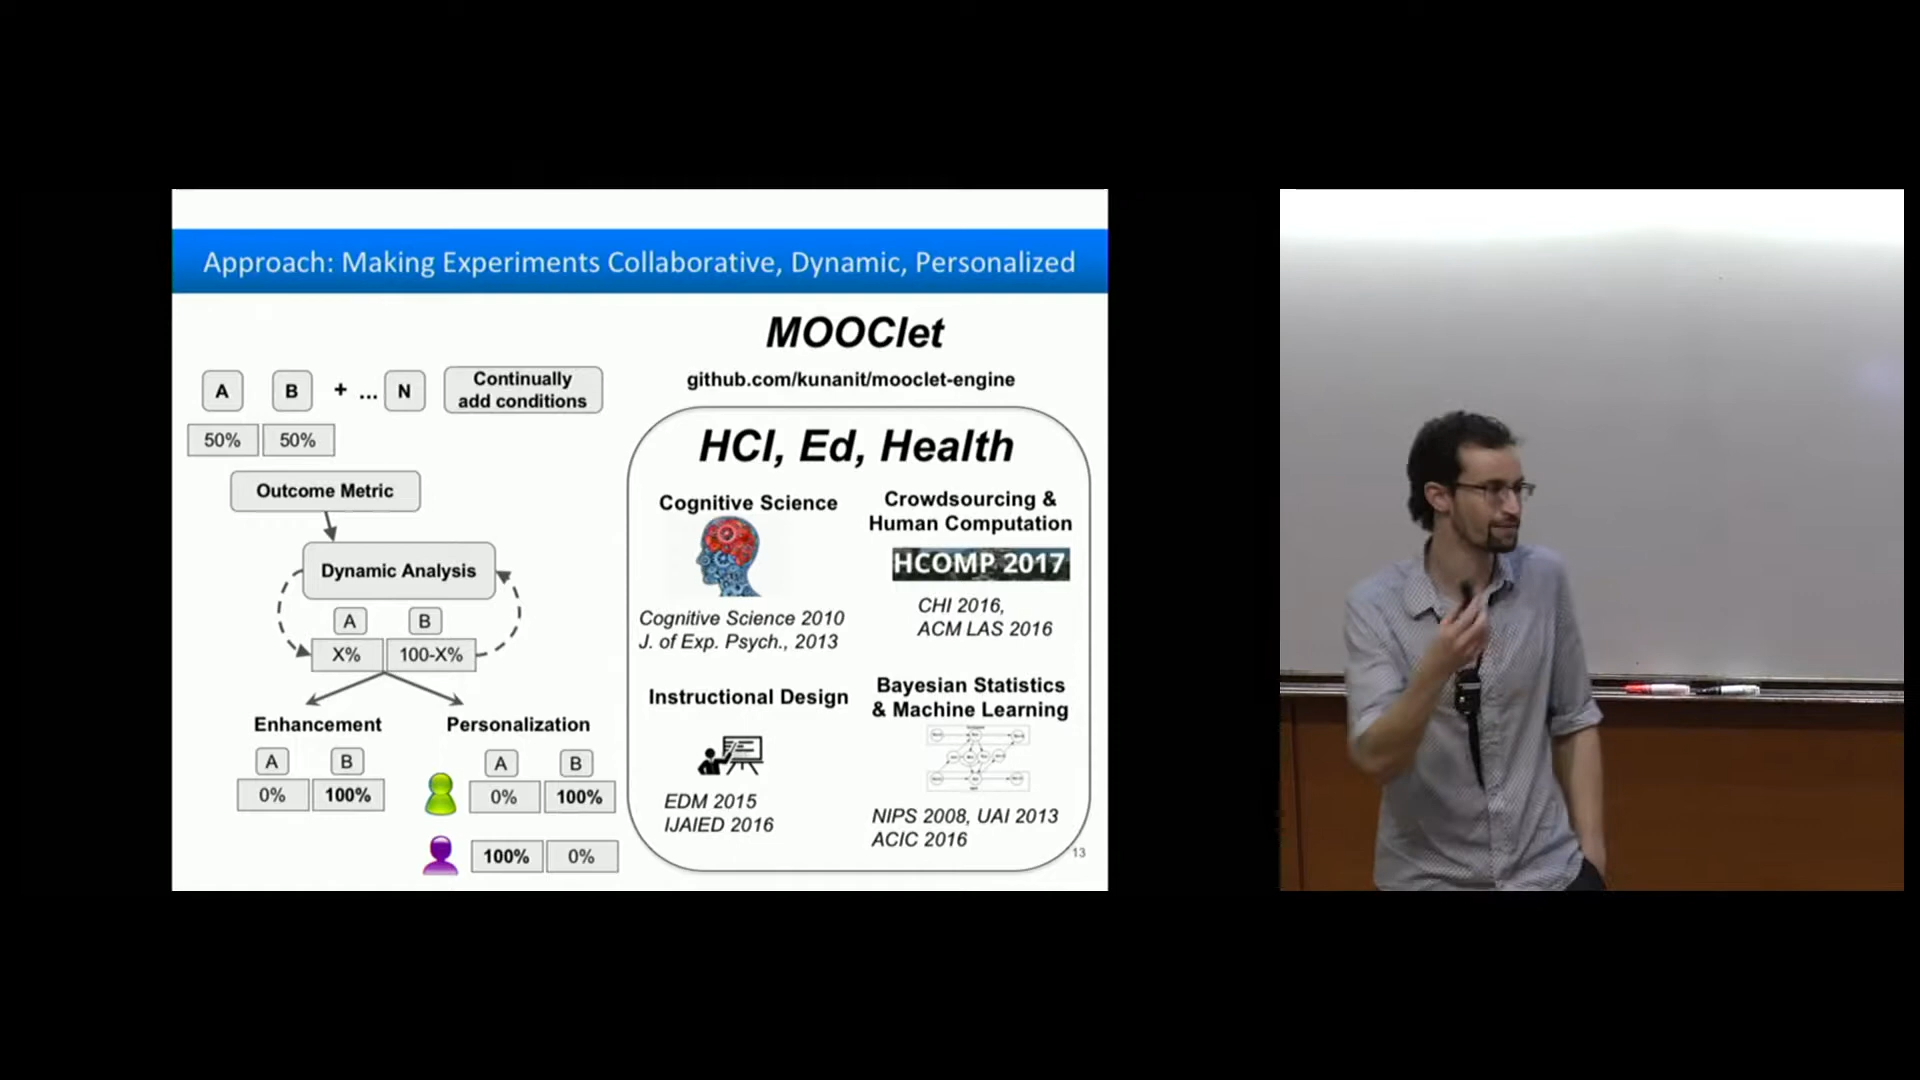 Approach: Making Experiments Collaborative, Dynamic, Personalized
MOOClet
github.com/kunanit/mooclet-engine
A B + ... N
Continually
add conditions
50% 50%
Outcome Metric
Dynamic Analysis
A B
X% 100-X%
Enhancement
A B
0% 100%
Personalization
A B
0% 100%
100% 0%
HCI, Ed, Health
Cognitive Science
Cognitive Science 2010
J. of Exp. Psych., 2013
Crowdsourcing &
Human Computation
HCOMP 2017
CHI 2016,
ACM LAS 2016
Instructional Design
EDM 2015
IJAIED 2016
Bayesian Statistics
& Machine Learning
NIPS 2008, UAI 2013
ACIC 2016
13